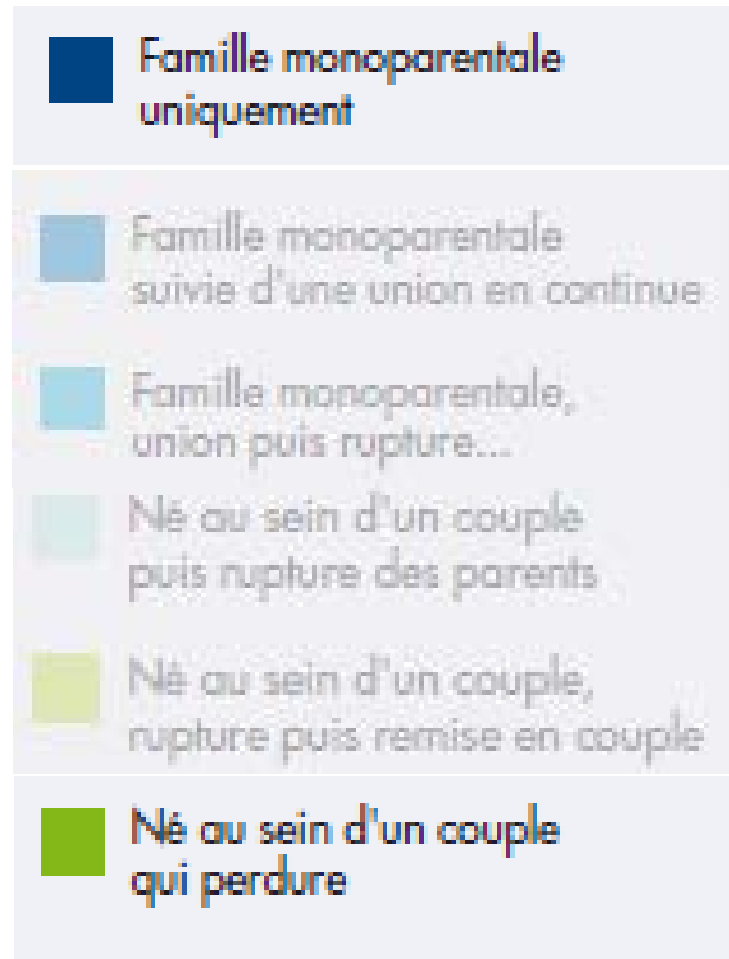 Famille monoparentale
uniquement
Famille monoparentale
suivie d'une union en continue
Famille monoparentale,
union puis rupture...
Né au sein d'un couple
puis rupture des parents
Né au sein d'un couple,
rupture puis remise en couple
Né au sein d'un couple
qui perdure